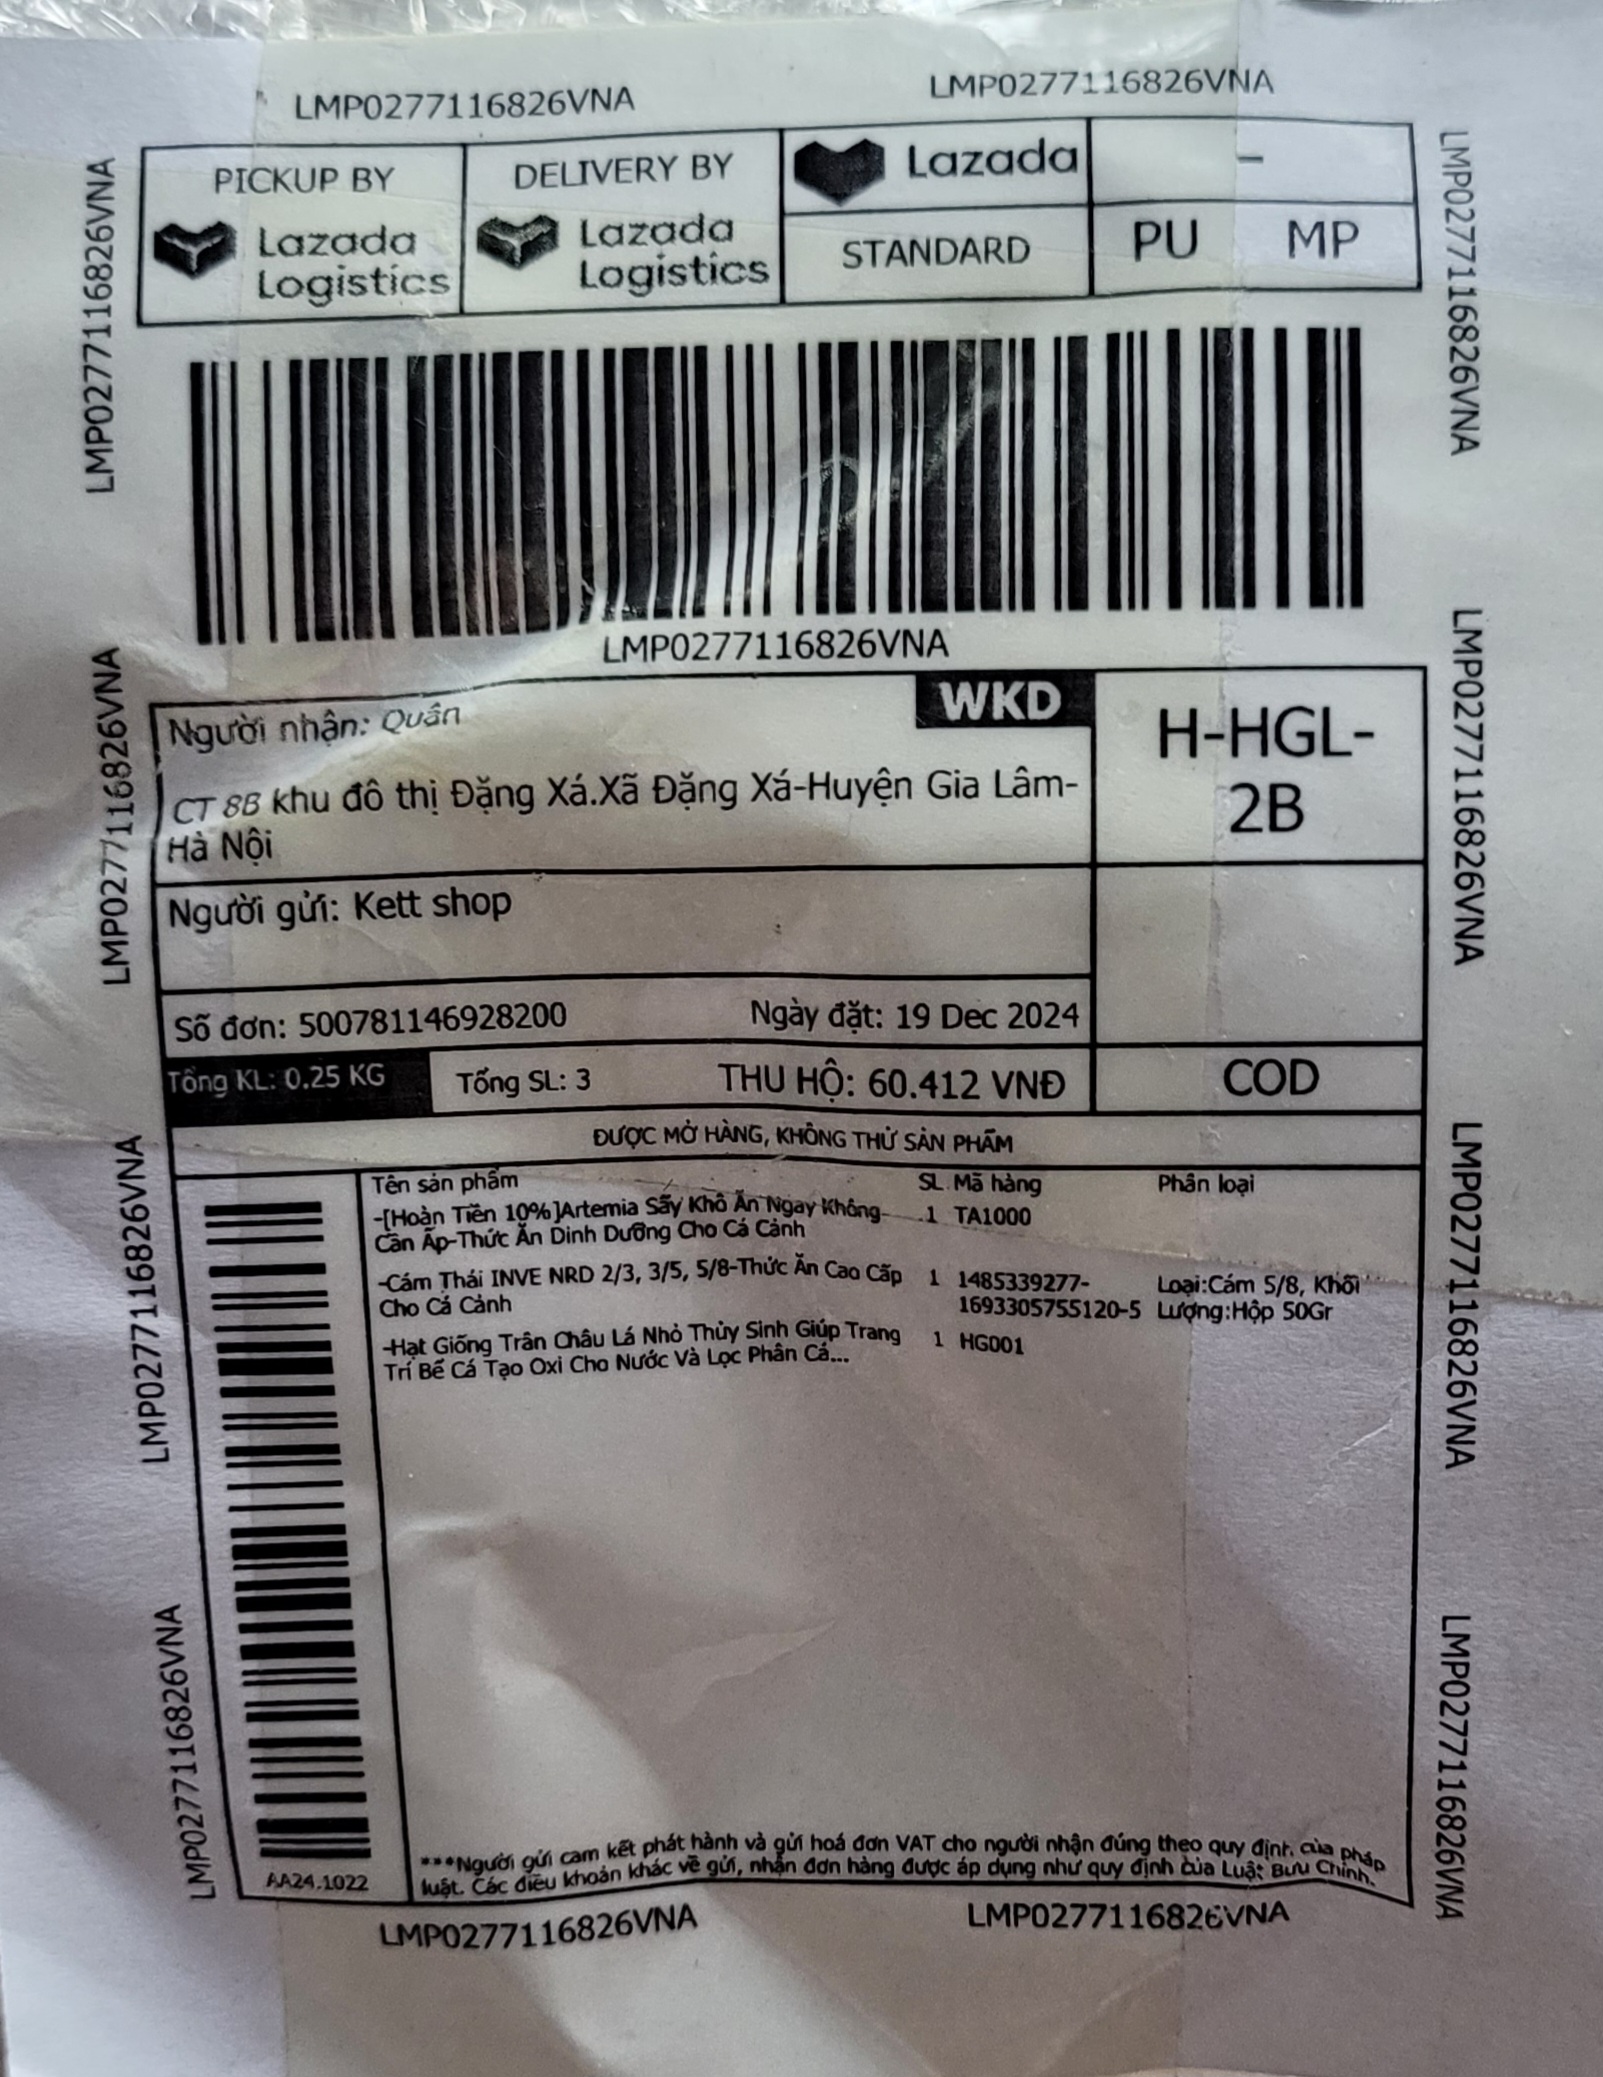 LMP0277116826VNA
LMP0277116826VNA
PICKUP BY
Lazada
Logistics
DELIVERY BY
Lazada
Logistics
Lazada
STANDARD
–
PU MP
LMP0277116826VNA
LMP0277116826VNA
LMP0277116826VNA
WKD
Người nhận: Quân
CT 8B khu đô thị Đặng Xá.Xã Đặng Xá-Huyện Gia Lâm-
Hà Nội
H-HGL-
2B
LMP0277116826VNA
LMP0277116826VNA
Người gửi: Kett shop
Số đơn: 500781146928200 Ngày đặt: 19 Dec 2024
Tổng KL: 0.25 KG Tổng SL: 3 THU HỘ: 60.412 VNĐ COD
ĐƯỢC MỞ HÀNG, KHÔNG THỬ SẢN PHẨM
Tên sản phẩm SL Mã hàng Phân loại
-[Hoàn Tiền 10%]Artemia Sấy Khô Ăn Ngay Không 1 TA1000
Cần Ấp-Thức Ăn Dinh Dưỡng Cho Cá Cảnh
-Cám Thái INVE NRD 2/3, 3/5, 5/8-Thức Ăn Cao Cấp 1 1485339277- Loại:Cám 5/8, Khối
Cho Cá Cảnh 1693305755120-5 Lượng:Hộp 50Gr
-Hạt Giống Trân Châu Lá Nhỏ Thủy Sinh Giúp Trang 1 HG001
Trí Bể Cá Tạo Oxi Cho Nước Và Lọc Phân Cá...
LMP0277116826VNA
LMP0277116826VNA
LMP0277116826VNA
LMP0277116826VNA
AA24.1022
***Người gửi cam kết phát hành và gửi hoá đơn VAT cho người nhận đúng theo quy định của pháp
luật. Các điều khoản khác về gửi, nhận đơn hàng được áp dụng như quy định của Luật Bưu Chính.
LMP0277116826VNA
LMP0277116826VNA